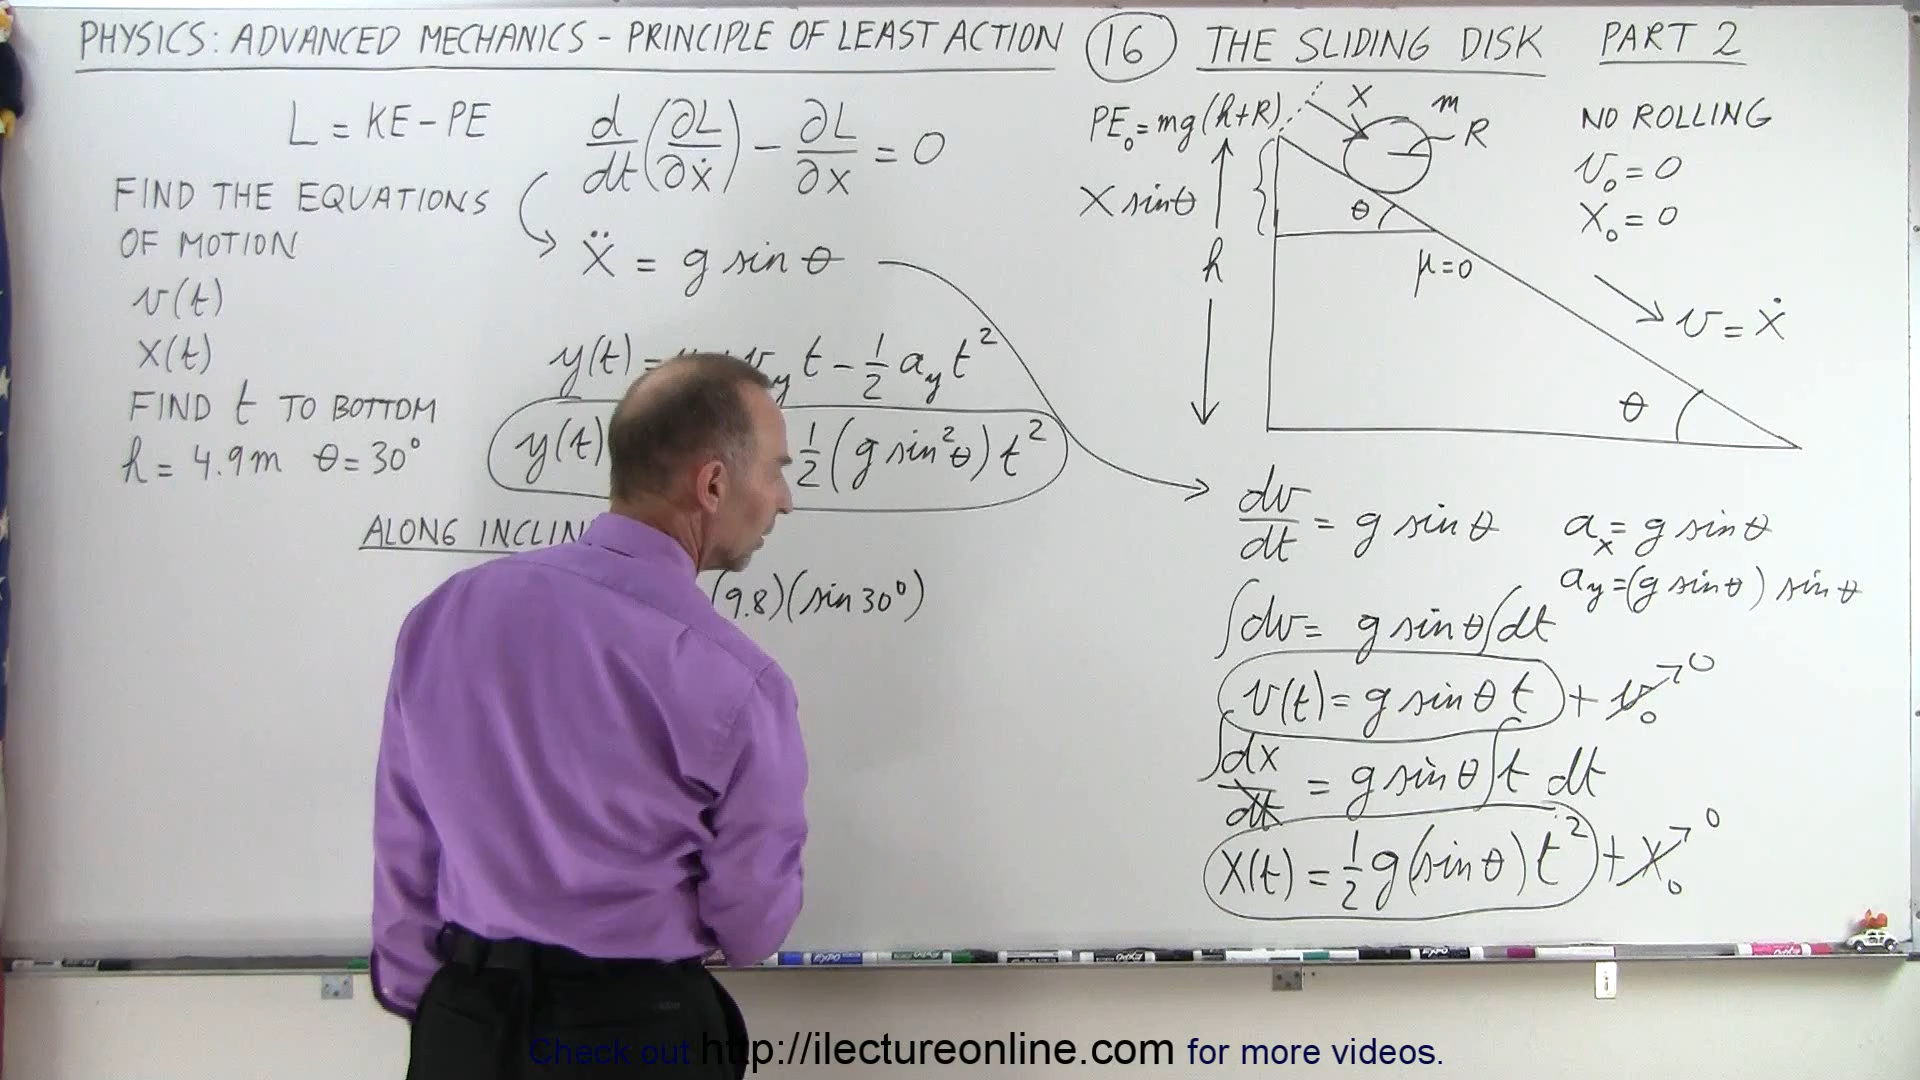 PHYSICS: ADVANCED MECHANICS - PRINCIPLE OF LEAST ACTION 16 THE SLIDING DISK PART 2
L = KE - PE
d/dt (∂L/∂ẋ) - ∂L/∂x = 0
FIND THE EQUATIONS
OF MOTION
v(t)
x(t)
FIND t TO BOTTOM
h = 4.9m θ = 30°
ẍ = g sin θ
y(t) = t - 1/2 a_y t²
y(t) 1/2 (g sin²θ) t²
ALONG INCLIN
(9.8)(sin 30°)
PE₀ = mg(h+R)
X
m
R
X sinθ
θ
h
μ=0
v = ẋ
θ
NO ROLLING
v₀ = 0
X₀ = 0
dv/dt = g sin θ
a_x = g sin θ
a_y = (g sin θ) sin θ
∫dv = g sin θ ∫dt
v(t) = g sin θ t + v₀ → 0
∫dx/dt = g sin θ ∫t dt
X(t) = 1/2 g (sin θ) t² + X₀ → 0
Check out http://ilectureonline.com for more videos.